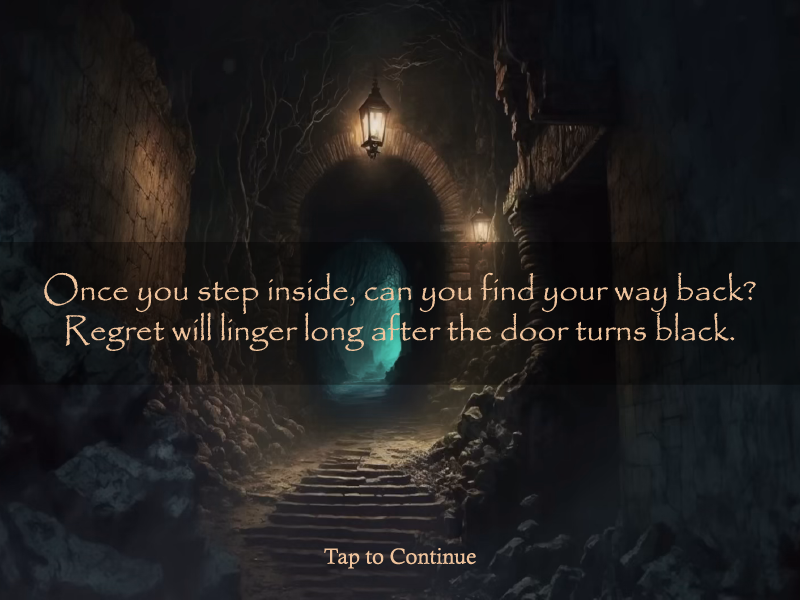 Once you step inside, can you find your way back?
Regret will linger long after the door turns black.
Tap to Continue